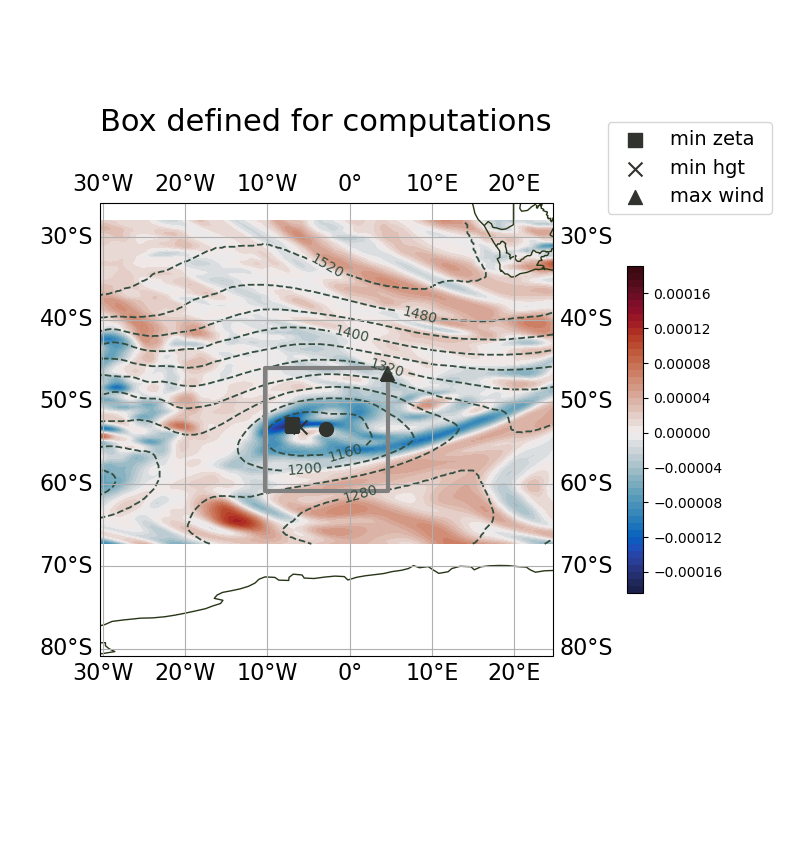 Box defined for computations
min zeta
min hgt
max wind
30°W 20°W 10°W 0° 10°E 20°E
30°S 30°S
40°S 40°S
50°S 50°S
60°S 60°S
70°S 70°S
80°S 80°S
30°W 20°W 10°W 0° 10°E 20°E
1520
1480
1400
1320
1160
1200
1280
0.00016
0.00012
0.00008
0.00004
0.00000
−0.00004
−0.00008
−0.00012
−0.00016